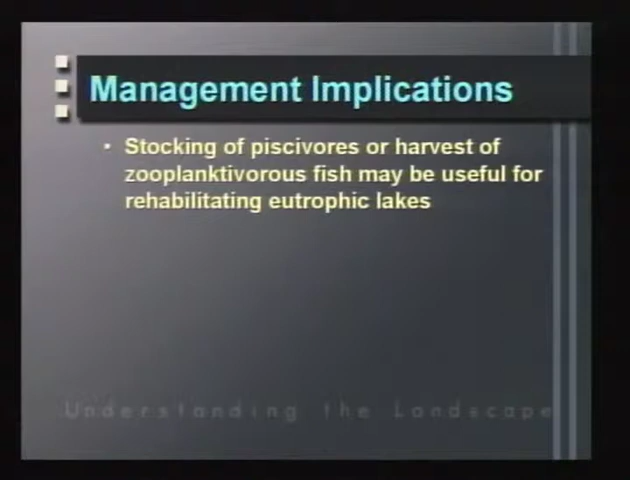 Management Implications
• Stocking of piscivores or harvest of
zooplanktivorous fish may be useful for
rehabilitating eutrophic lakes
Understanding the Landscape